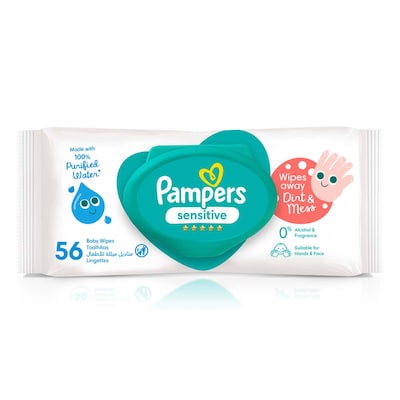 Made with
100%
Purified
Water*
Pampers
sensitive
Wipes
away
Dirt &
Mess
56
Baby Wipes
Toalhitas
مناديل مبللة للأطفال
Lingettes
0% Alcohol &
Fragrance
Suitable for
Hands & Face